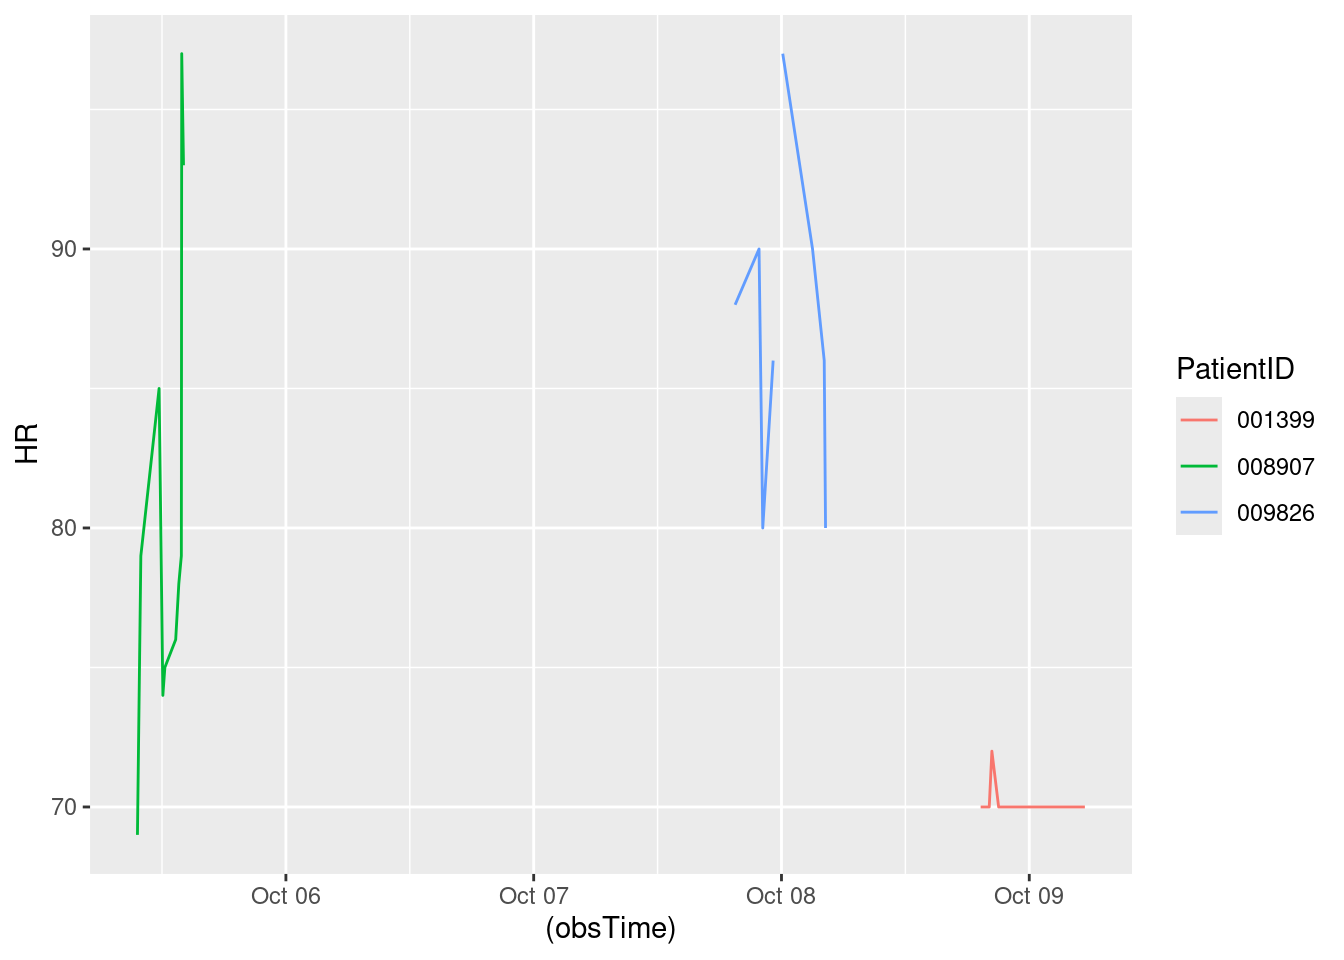 90
80
70
HR
Oct 06
Oct 07
Oct 08
Oct 09
(obsTime)
PatientID
001399
008907
009826